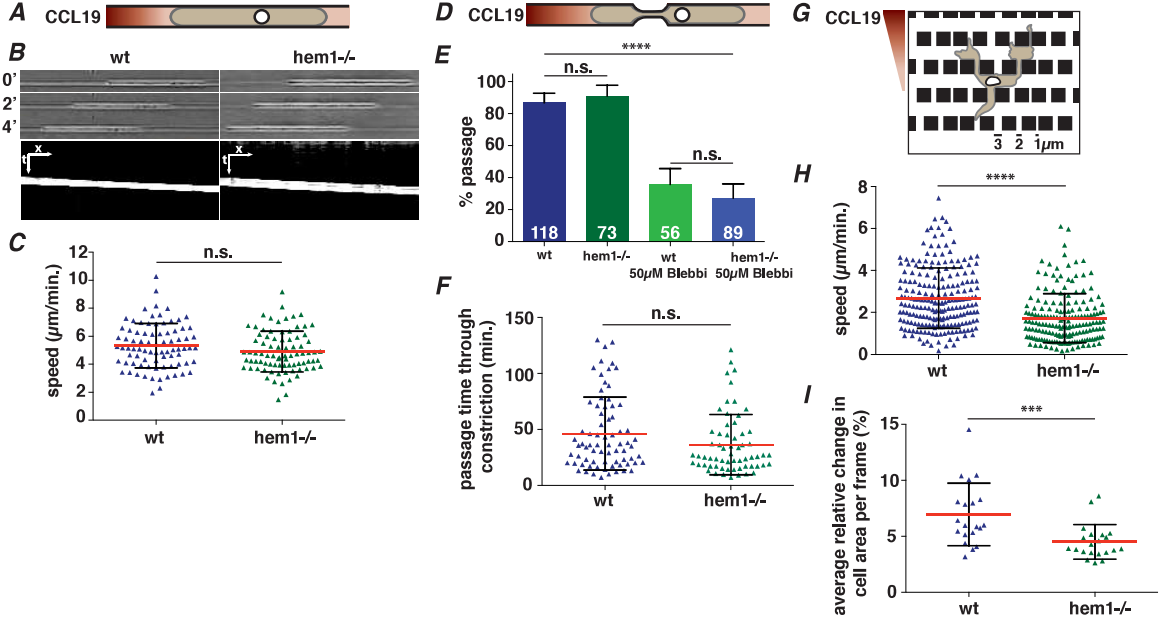 A
CCL19
B
wt
hem1-/-
0'
2'
4'
x
t
x
t
C
n.s.
speed (µm/min.)
12
10
8
6
4
2
0
wt
hem1-/-
D
CCL19
E
****
n.s.
n.s.
% passage
100
80
60
40
20
0
118
73
56
89
wt
hem1-/-
wt
50µM Blebbi
hem1-/-
50µM Blebbi
F
n.s.
passage time through
constriction (min.)
150
100
50
0
wt
hem1-/-
G
CCL19
3 2 1µm
H
****
speed (µm/min.)
8
6
4
2
0
wt
hem1-/-
I
***
average relative change in
cell area per frame (%)
15
10
5
0
wt
hem1-/-